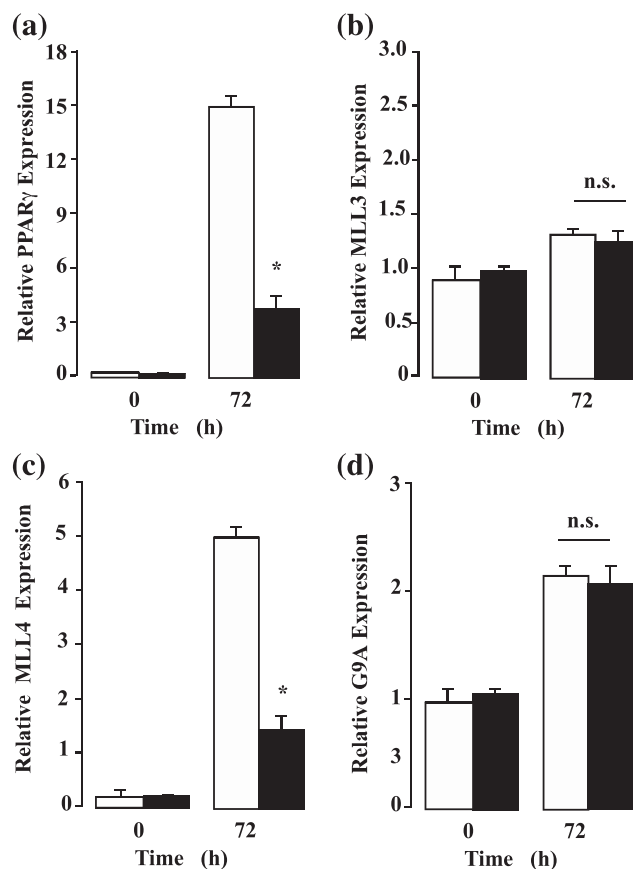 (a)
Relative PPARγ Expression
18
15
12
9
6
3
0
*
0 72
Time (h)
(b)
Relative MLL3 Expression
3.0
2.5
2.0
1.5
1.0
0.5
0
n.s.
0 72
Time (h)
(c)
Relative MLL4 Expression
6
5
4
3
2
1
0
*
0 72
Time (h)
(d)
Relative G9A Expression
3
2
2
1
3
0
n.s.
0 72
Time (h)